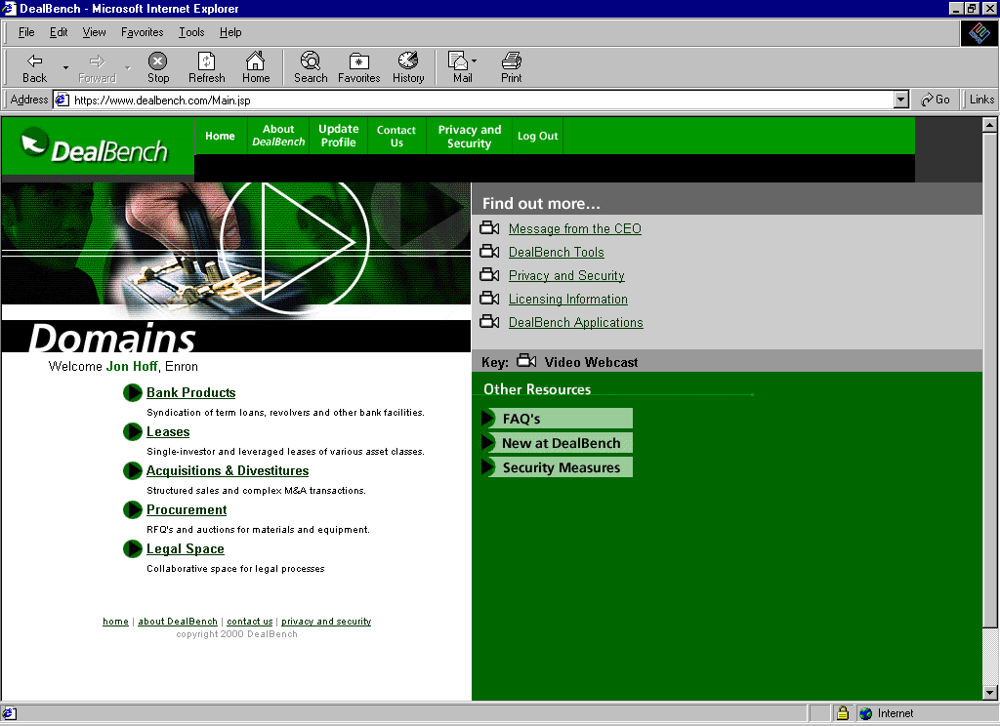 DealBench - Microsoft Internet Explorer
File Edit View Favorites Tools Help
Back Forward Stop Refresh Home Search Favorites History Mail Print
Address https://www.dealbench.com/Main.jsp Go Links
DealBench
Home
About DealBench
Update Profile
Contact Us
Privacy and Security
Log Out
Domains
Welcome Jon Hoff, Enron
Bank Products
Syndication of term loans, revolvers and other bank facilities.
Leases
Single-investor and leveraged leases of various asset classes.
Acquisitions & Divestitures
Structured sales and complex M&A transactions.
Procurement
RFQ's and auctions for materials and equipment.
Legal Space
Collaborative space for legal processes
home | about DealBench | contact us | privacy and security
copyright 2000 DealBench
Find out more...
Message from the CEO
DealBench Tools
Privacy and Security
Licensing Information
DealBench Applications
Key: Video Webcast
Other Resources
FAQ's
New at DealBench
Security Measures
Internet